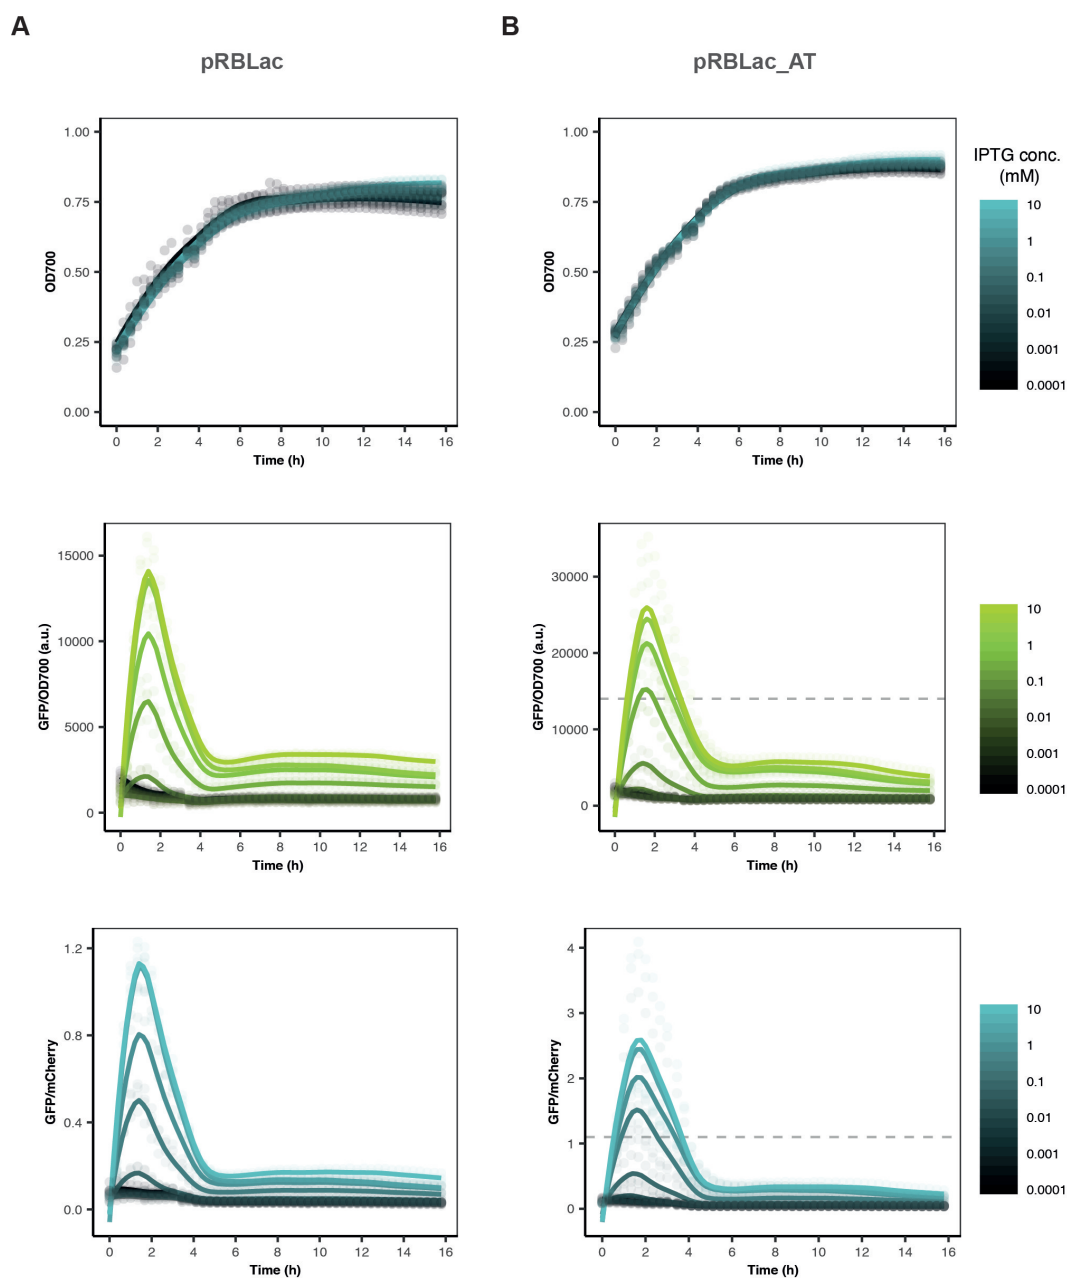 A
B
pRBLac
pRBLac_AT
1.00
0.75
0.50
0.25
0.00
OD700
0 2 4 6 8 10 12 14 16
Time (h)
1.00
0.75
0.50
0.25
0.00
OD700
0 2 4 6 8 10 12 14 16
Time (h)
IPTG conc.
(mM)
10
1
0.1
0.01
0.001
0.0001
15000
10000
5000
0
GFP/OD700 (a.u.)
0 2 4 6 8 10 12 14 16
Time (h)
30000
20000
10000
0
GFP/OD700 (a.u.)
0 2 4 6 8 10 12 14 16
Time (h)
10
1
0.1
0.01
0.001
0.0001
1.2
0.8
0.4
0.0
GFP/mCherry
0 2 4 6 8 10 12 14 16
Time (h)
4
3
2
1
0
GFP/mCherry
0 2 4 6 8 10 12 14 16
Time (h)
10
1
0.1
0.01
0.001
0.0001